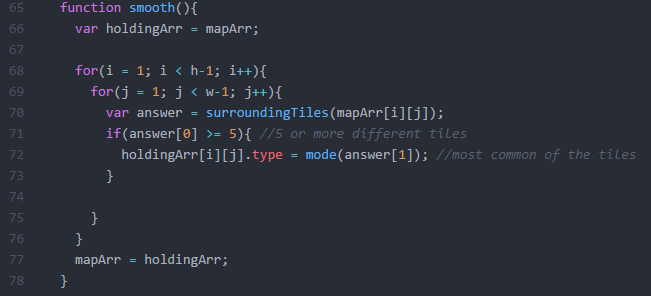 65 function smooth(){
66 var holdingArr = mapArr;
67
68 for(i = 1; i < h-1; i++){
69 for(j = 1; j < w-1; j++){
70 var answer = surroundingTiles(mapArr[i][j]);
71 if(answer[0] >= 5){ //5 or more different tiles
72 holdingArr[i][j].type = mode(answer[1]); //most common of the tiles
73 }
74
75 }
76 }
77 mapArr = holdingArr;
78 }